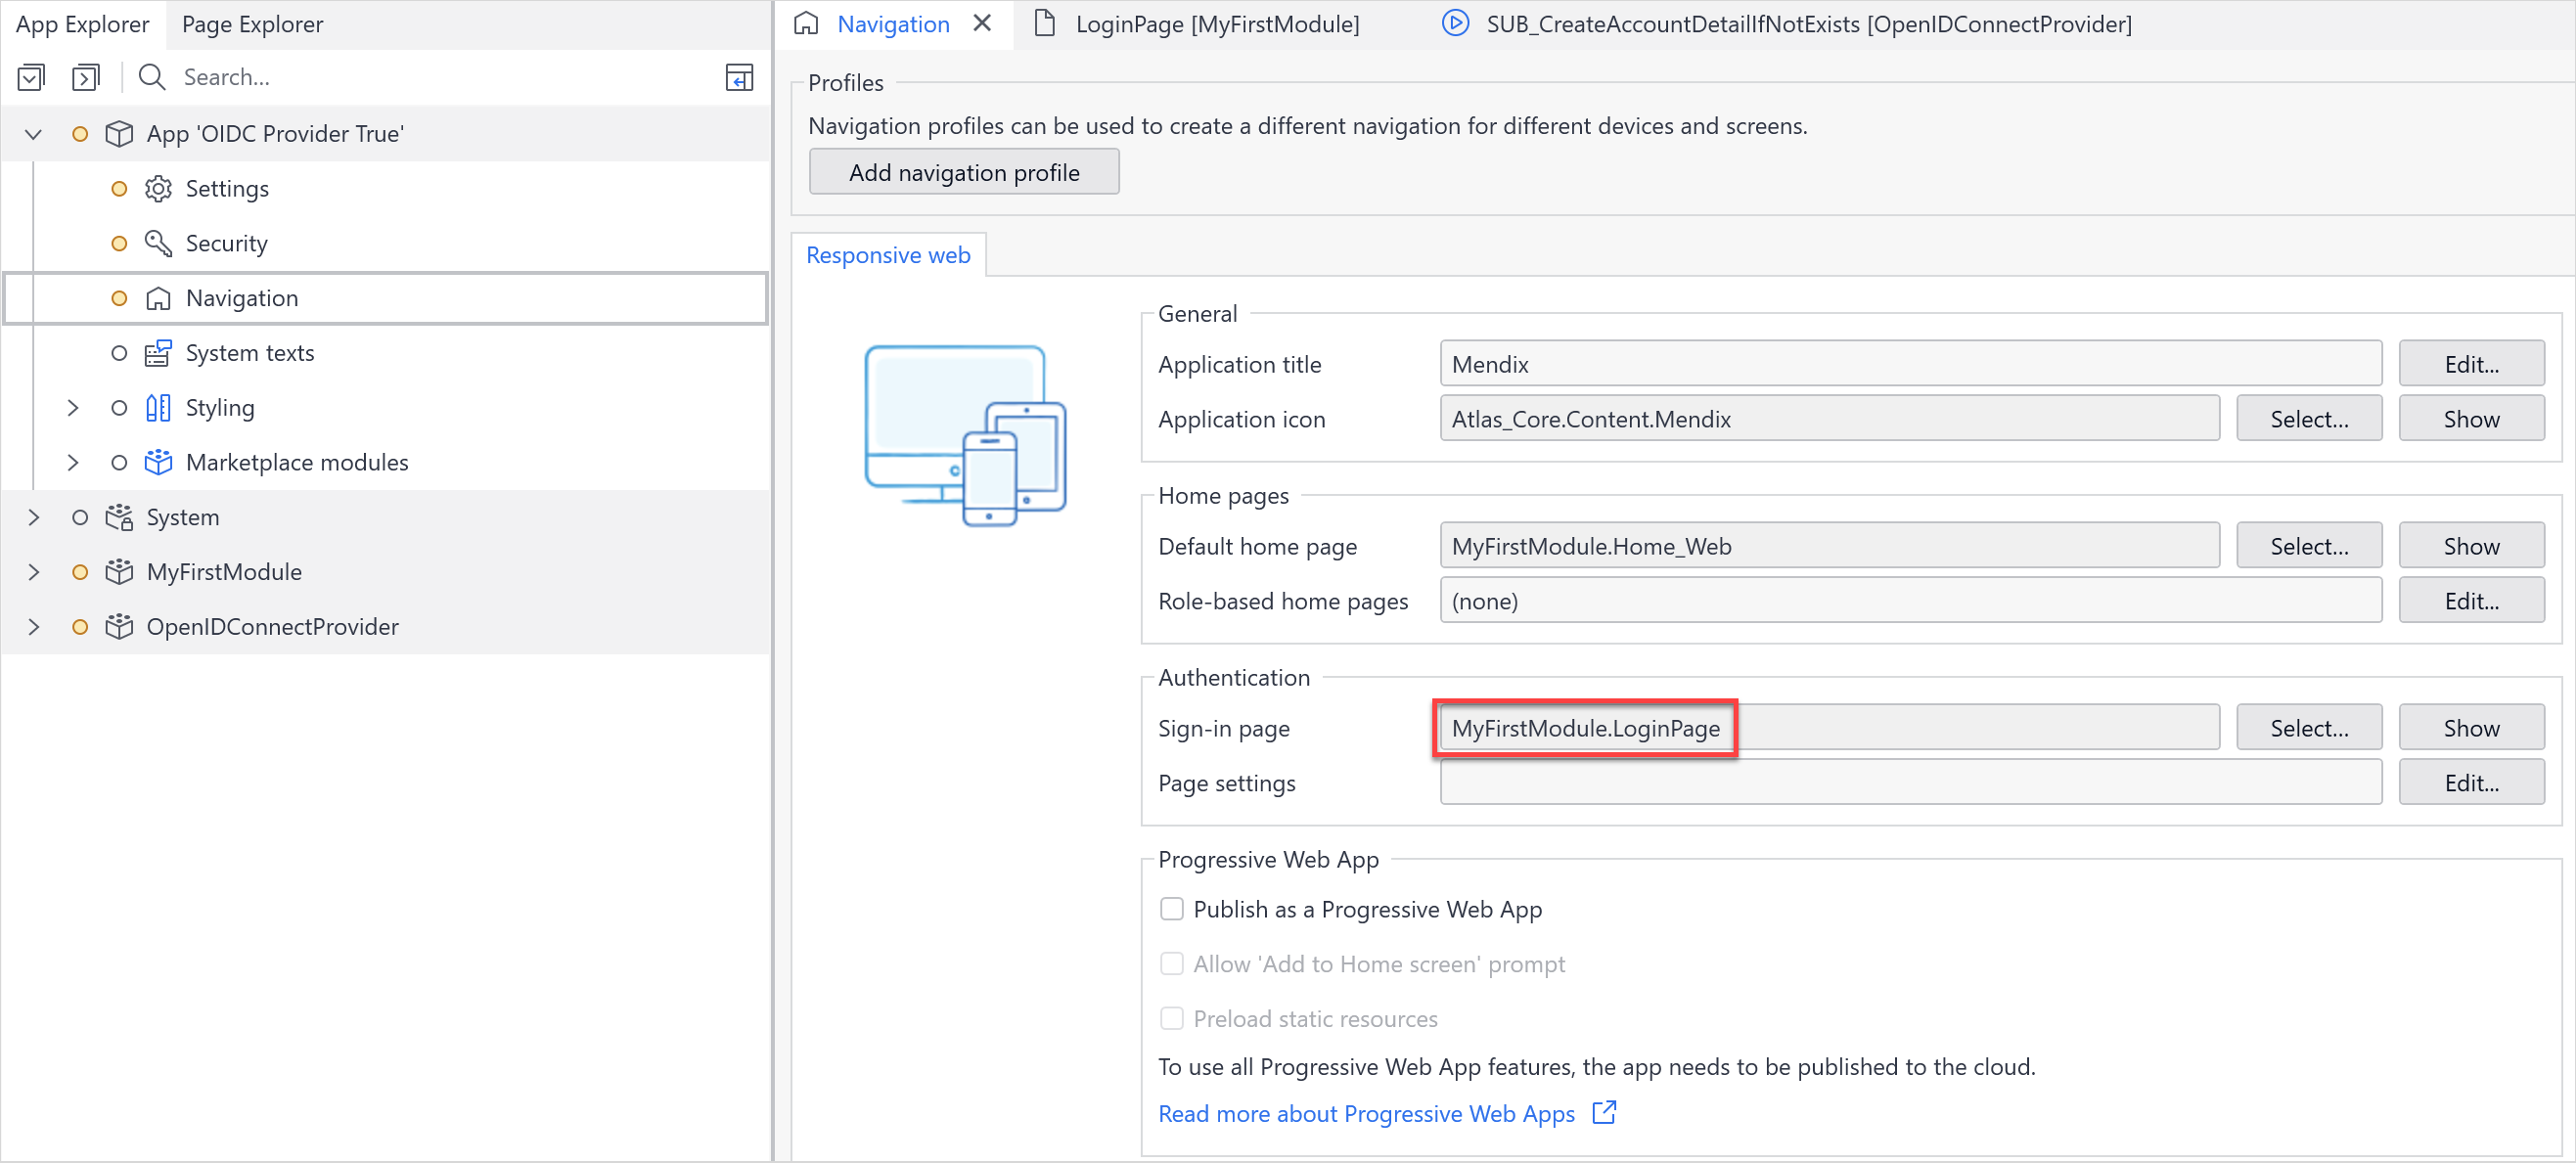 App Explorer
Page Explorer
Search...
App 'OIDC Provider True'
Settings
Security
Navigation
System texts
Styling
Marketplace modules
System
MyFirstModule
OpenIDConnectProvider
Navigation
LoginPage [MyFirstModule]
SUB_CreateAccountDetailIfNotExists [OpenIDConnectProvider]
Profiles
Navigation profiles can be used to create a different navigation for different devices and screens.
Add navigation profile
Responsive web
General
Application title Mendix Edit...
Application icon Atlas_Core.Content.Mendix Select... Show
Home pages
Default home page MyFirstModule.Home_Web Select... Show
Role-based home pages (none) Edit...
Authentication
Sign-in page MyFirstModule.LoginPage Select... Show
Page settings Edit...
Progressive Web App
Publish as a Progressive Web App
Allow 'Add to Home screen' prompt
Preload static resources
To use all Progressive Web App features, the app needs to be published to the cloud.
Read more about Progressive Web Apps